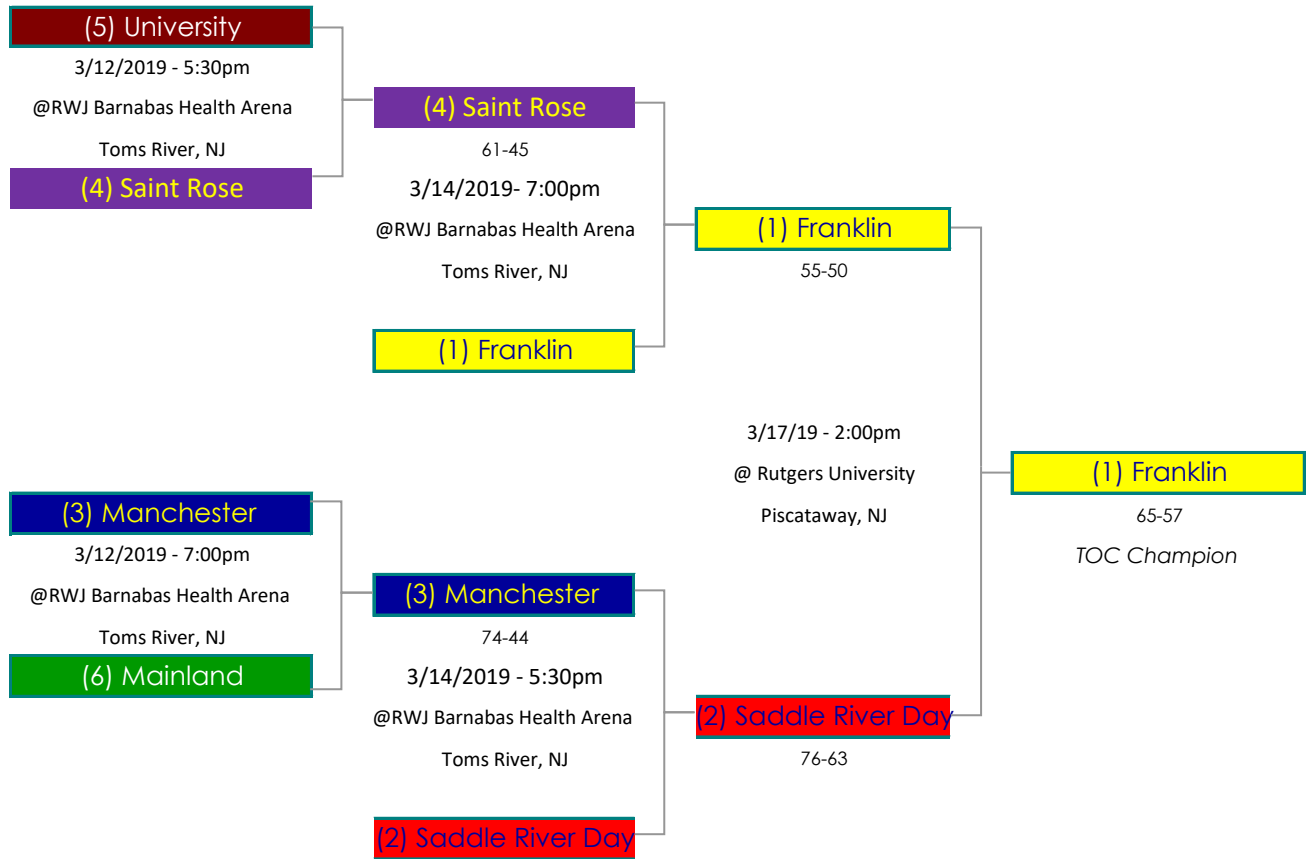 (5) University
3/12/2019 - 5:30pm
@RWJ Barnabas Health Arena
Toms River, NJ
(4) Saint Rose
(4) Saint Rose
61-45
3/14/2019- 7:00pm
@RWJ Barnabas Health Arena
Toms River, NJ
(1) Franklin
(1) Franklin
55-50
3/17/19 - 2:00pm
@ Rutgers University
Piscataway, NJ
(1) Franklin
65-57
TOC Champion
(3) Manchester
3/12/2019 - 7:00pm
@RWJ Barnabas Health Arena
Toms River, NJ
(6) Mainland
(3) Manchester
74-44
3/14/2019 - 5:30pm
@RWJ Barnabas Health Arena
Toms River, NJ
(2) Saddle River Day
(2) Saddle River Day
76-63